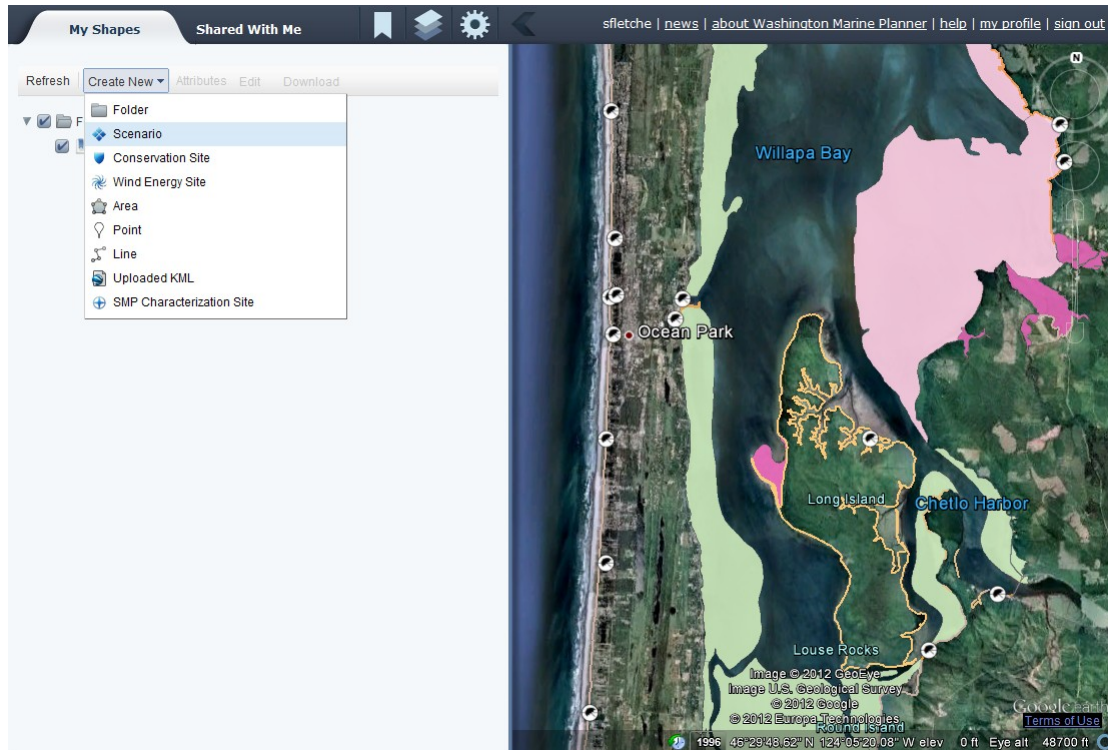 My Shapes
Shared With Me
sfletche | news | about Washington Marine Planner | help | my profile | sign out
Refresh
Create New
Attributes
Edit
Download
F
Folder
Scenario
Conservation Site
Wind Energy Site
Area
Point
Line
Uploaded KML
SMP Characterization Site
N
Willapa Bay
Ocean Park
Long Island
Chetlo Harbor
Louse Rocks
Image © 2012 GeoEye
Image U.S. Geological Survey
© 2012 Google
© 2012 Europa Technologies
Round Island
Google earth
Terms of Use
1996 46°29'48.62" N 124°05'20.08" W elev 0 ft Eye alt 48700 ft